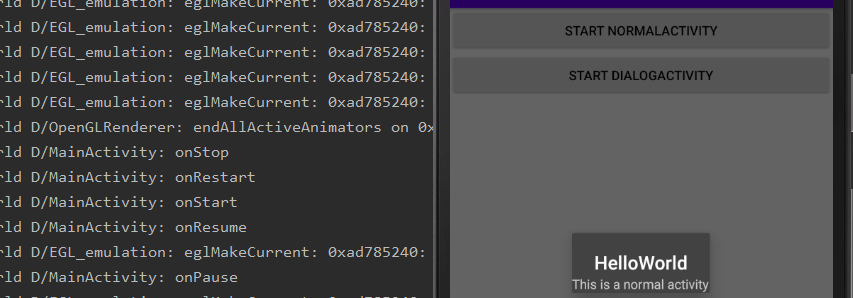 rld D/EGL_emulation: eglMakeCurrent: 0xad785240:
rld D/EGL_emulation: eglMakeCurrent: 0xad785240:
rld D/EGL_emulation: eglMakeCurrent: 0xad785240:
rld D/EGL_emulation: eglMakeCurrent: 0xad785240:
rld D/EGL_emulation: eglMakeCurrent: 0xad785240:
rld D/OpenGLRenderer: endAllActiveAnimators on 0x
rld D/MainActivity: onStop
rld D/MainActivity: onRestart
rld D/MainActivity: onStart
rld D/MainActivity: onResume
rld D/EGL_emulation: eglMakeCurrent: 0xad785240:
rld D/MainActivity: onPause
START NORMALACTIVITY
START DIALOGACTIVITY
HelloWorld
This is a normal activity